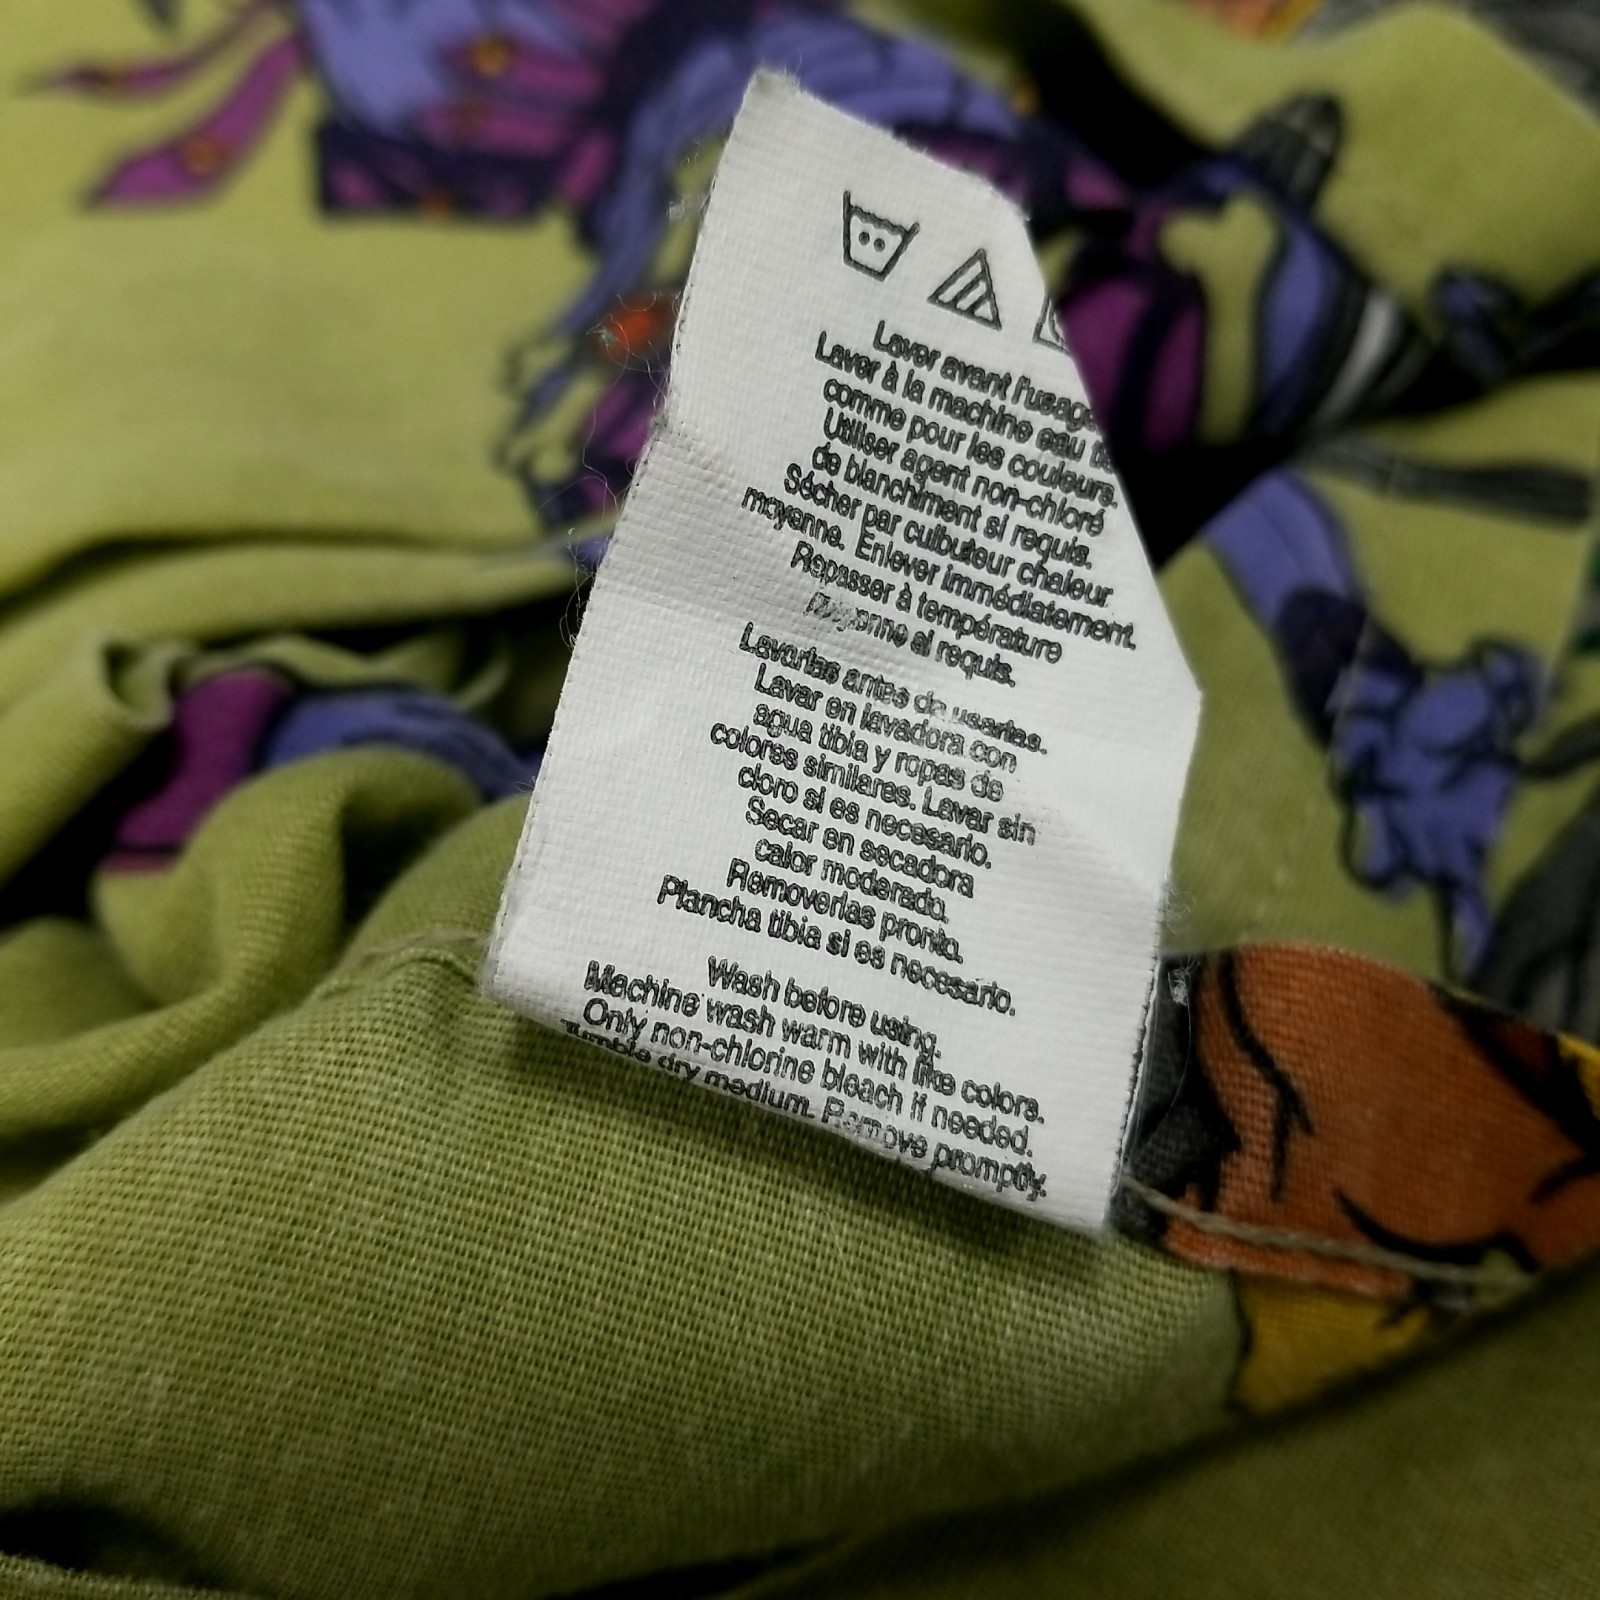 Laver avant l'usage
Laver à la machine eau
comme pour les couleurs.
Utiliser agent non-chloré
de blanchiment si requis.
Sécher par culbuteur chaleur
moyenne. Enlever immédiatement.
Repasser à température
moyenne si requis.
Lavarlas antes de usarlas.
Lavar en lavadora con
agua tibia y ropas de
colores similares. Lavar sin
cloro si es necesario.
Secar en secadora
calor moderado.
Removerlas pronto.
Plancha tibia si es necesario.
Wash before using.
Machine wash warm with like colors.
Only non-chlorine bleach if needed.
Tumble dry medium. Remove promptly.